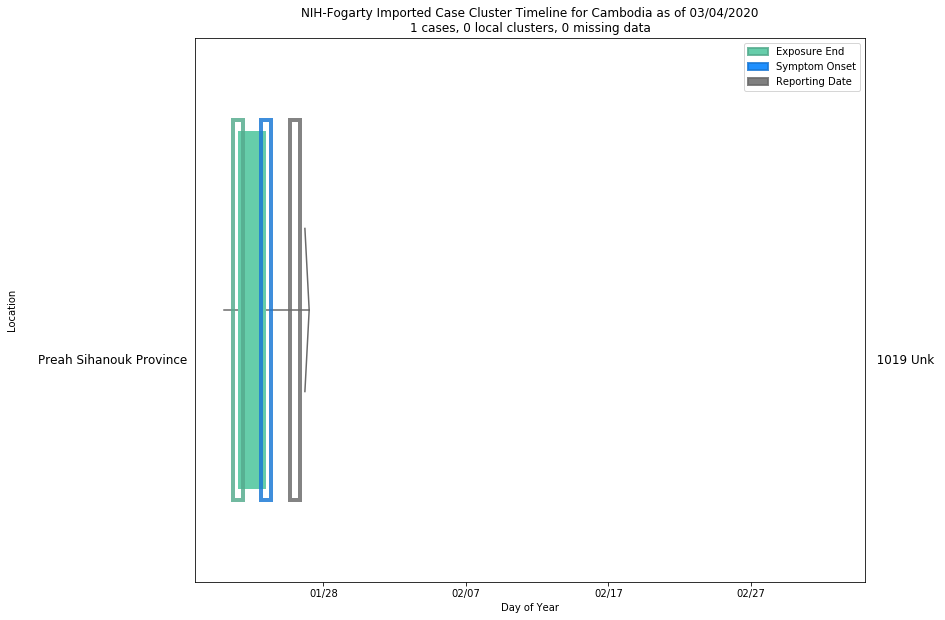 NIH-Fogarty Imported Case Cluster Timeline for Cambodia as of 03/04/2020
1 cases, 0 local clusters, 0 missing data
Exposure End
Symptom Onset
Reporting Date
Location
Preah Sihanouk Province
1019 Unk
01/28
02/07
02/17
02/27
Day of Year